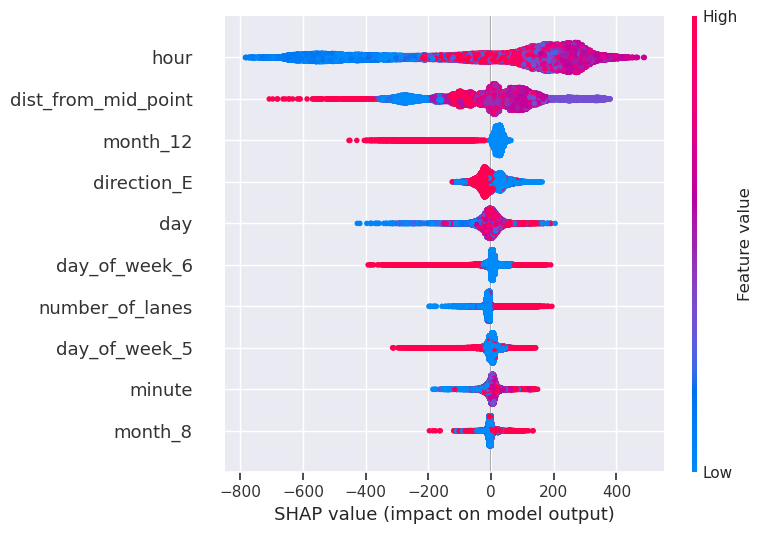 High
hour
dist_from_mid_point
month_12
direction_E
day
day_of_week_6
number_of_lanes
day_of_week_5
minute
month_8
Feature value
Low
−800 −600 −400 −200 0 200 400
SHAP value (impact on model output)